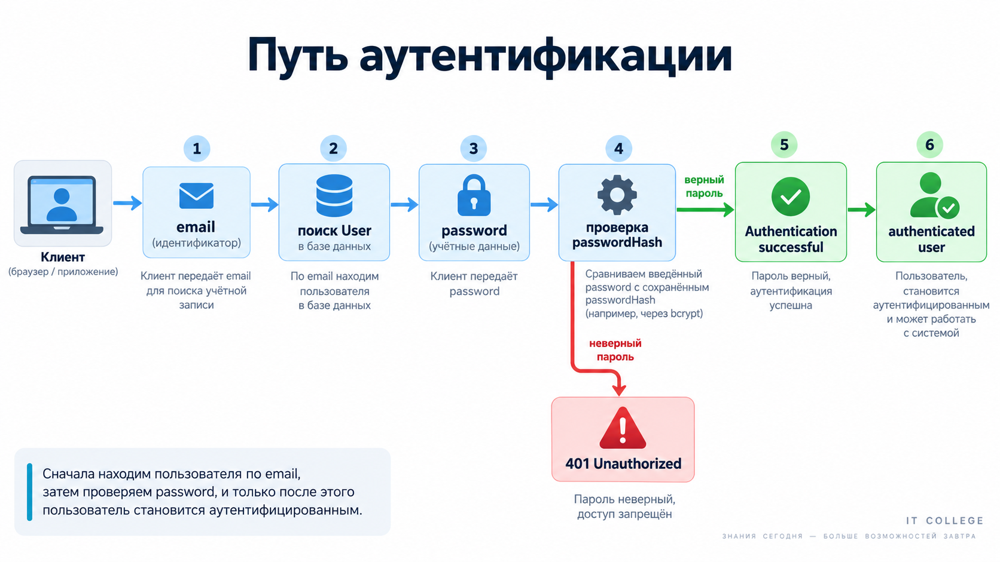 Путь аутентификации
1
2
3
4
5
6
Клиент
(браузер / приложение)
email
(идентификатор)
Клиент передаёт email
для поиска учётной
записи
поиск User
в базе данных
По email находим
пользователя
в базе данных
password
(учётные данные)
Клиент передаёт
password
проверка
passwordHash
Сравниваем введённый
password с сохранённым
passwordHash
(например, через bcrypt)
верный
пароль
Authentication
successful
Пароль верный,
аутентификация
успешна
authenticated
user
Пользователь,
становится
аутентифицированным
и может работать
с системой
неверный
пароль
401 Unauthorized
Пароль неверный,
доступ запрещён
Сначала находим пользователя по email,
затем проверяем password, и только после этого
пользователь становится аутентифицированным.
IT COLLEGE
ЗНАНИЯ СЕГОДНЯ — БОЛЬШЕ ВОЗМОЖНОСТЕЙ ЗАВТРА